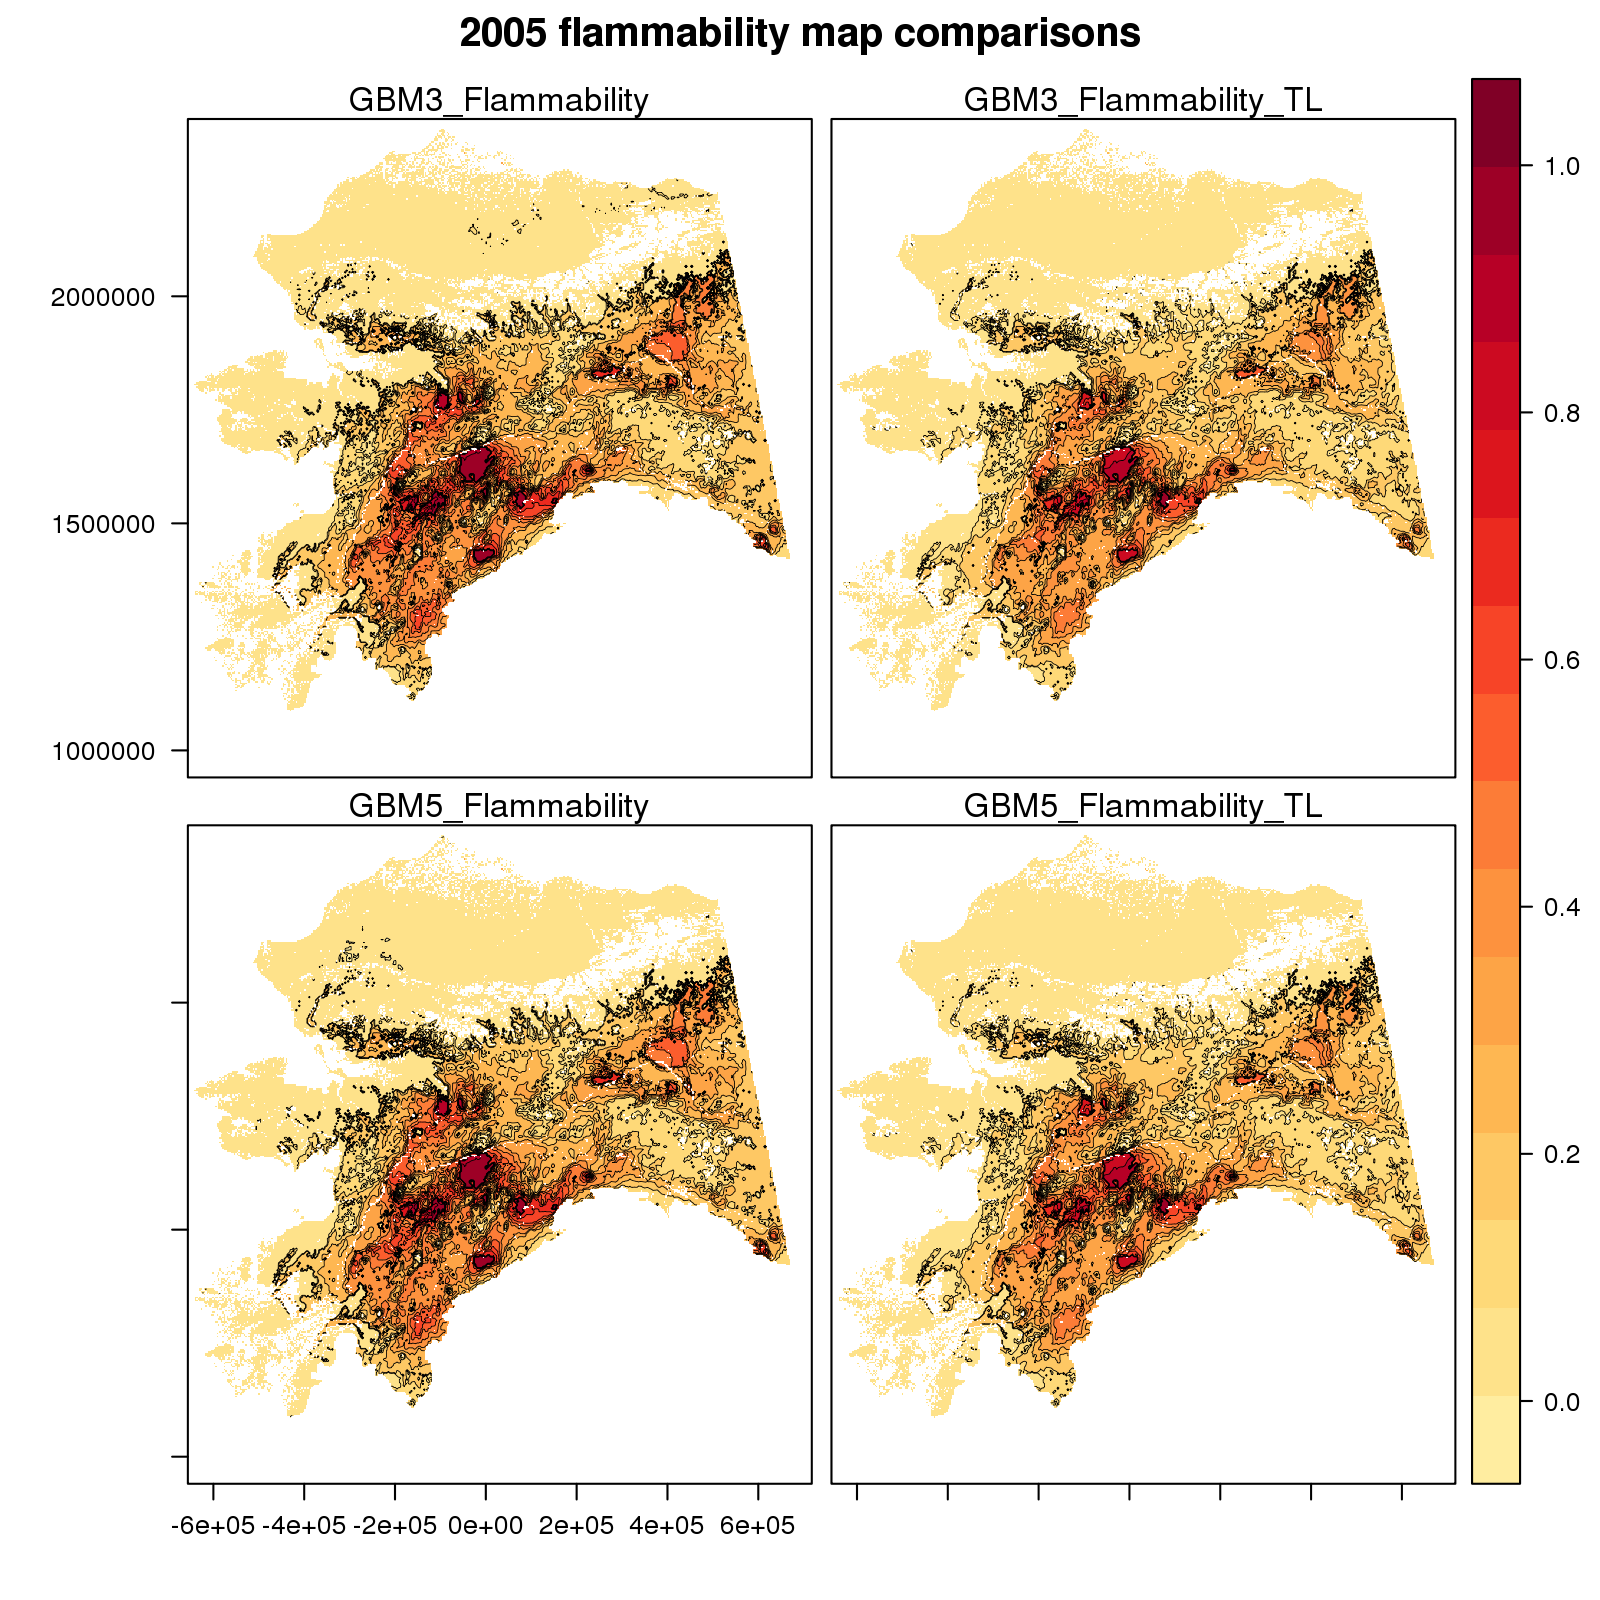 2005 flammability map comparisons
GBM3_Flammability
GBM3_Flammability_TL
2000000
1500000
1000000
GBM5_Flammability
GBM5_Flammability_TL
-6e+05 -4e+05 -2e+05 0e+00 2e+05 4e+05 6e+05
1.0
0.8
0.6
0.4
0.2
0.0